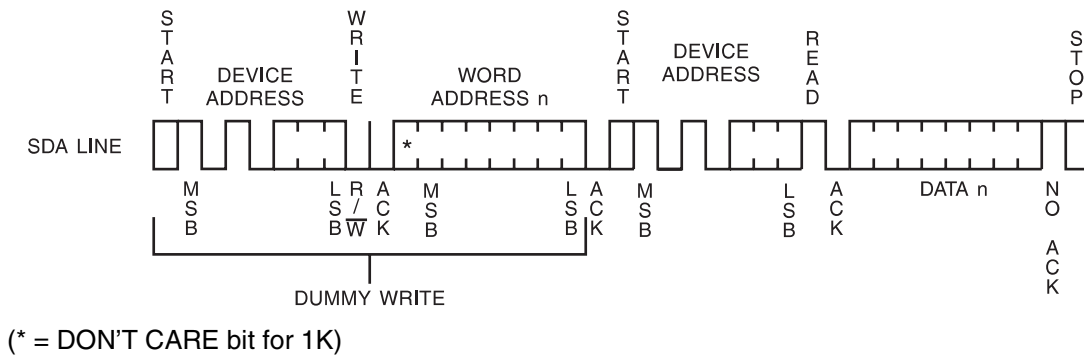 START
WRITE
START
READ
STOP
DEVICE
ADDRESS
WORD
ADDRESS n
DEVICE
ADDRESS
SDA LINE
*
MSB
LSB
R/W
ACK
MSB
LSB
ACK
MSB
LSB
ACK
DATA n
NO ACK
DUMMY WRITE
(* = DON'T CARE bit for 1K)